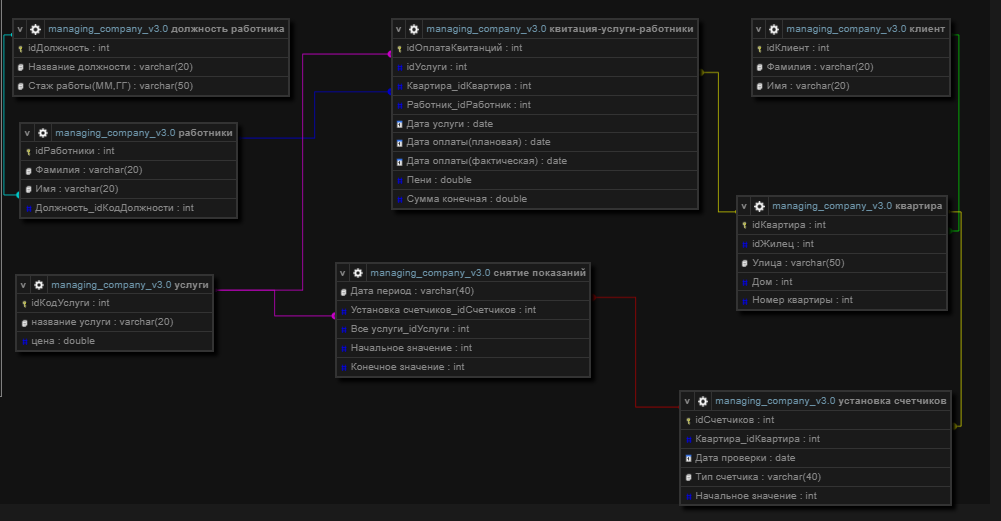 v managing_company_v3.0 должность работника
idДолжность : int
Название должности : varchar(20)
Стаж работы(ММ,ГГ) : varchar(50)
v managing_company_v3.0 работники
idРаботники : int
Фамилия : varchar(20)
Имя : varchar(20)
Должность_idКодДолжности : int
v managing_company_v3.0 услуги
idКодУслуги : int
название услуги : varchar(20)
цена : double
v managing_company_v3.0 квитация-услуги-работники
idОплатаКвитанций : int
idУслуги : int
Квартира_idКвартира : int
Работник_idРаботник : int
Дата услуги : date
Дата оплаты(плановая) : date
Дата оплаты(фактическая) : date
Пени : double
Сумма конечная : double
v managing_company_v3.0 снятие показаний
Дата период : varchar(40)
Установка счетчиков_idСчетчиков : int
Все услуги_idУслуги : int
Начальное значение : int
Конечное значение : int
v managing_company_v3.0 клиент
idКлиент : int
Фамилия : varchar(20)
Имя : varchar(20)
v managing_company_v3.0 квартира
idКвартира : int
idЖилец : int
Улица : varchar(50)
Дом : int
Номер квартиры : int
v managing_company_v3.0 установка счетчиков
idСчетчиков : int
Квартира_idКвартира : int
Дата проверки : date
Тип счетчика : varchar(40)
Начальное значение : int